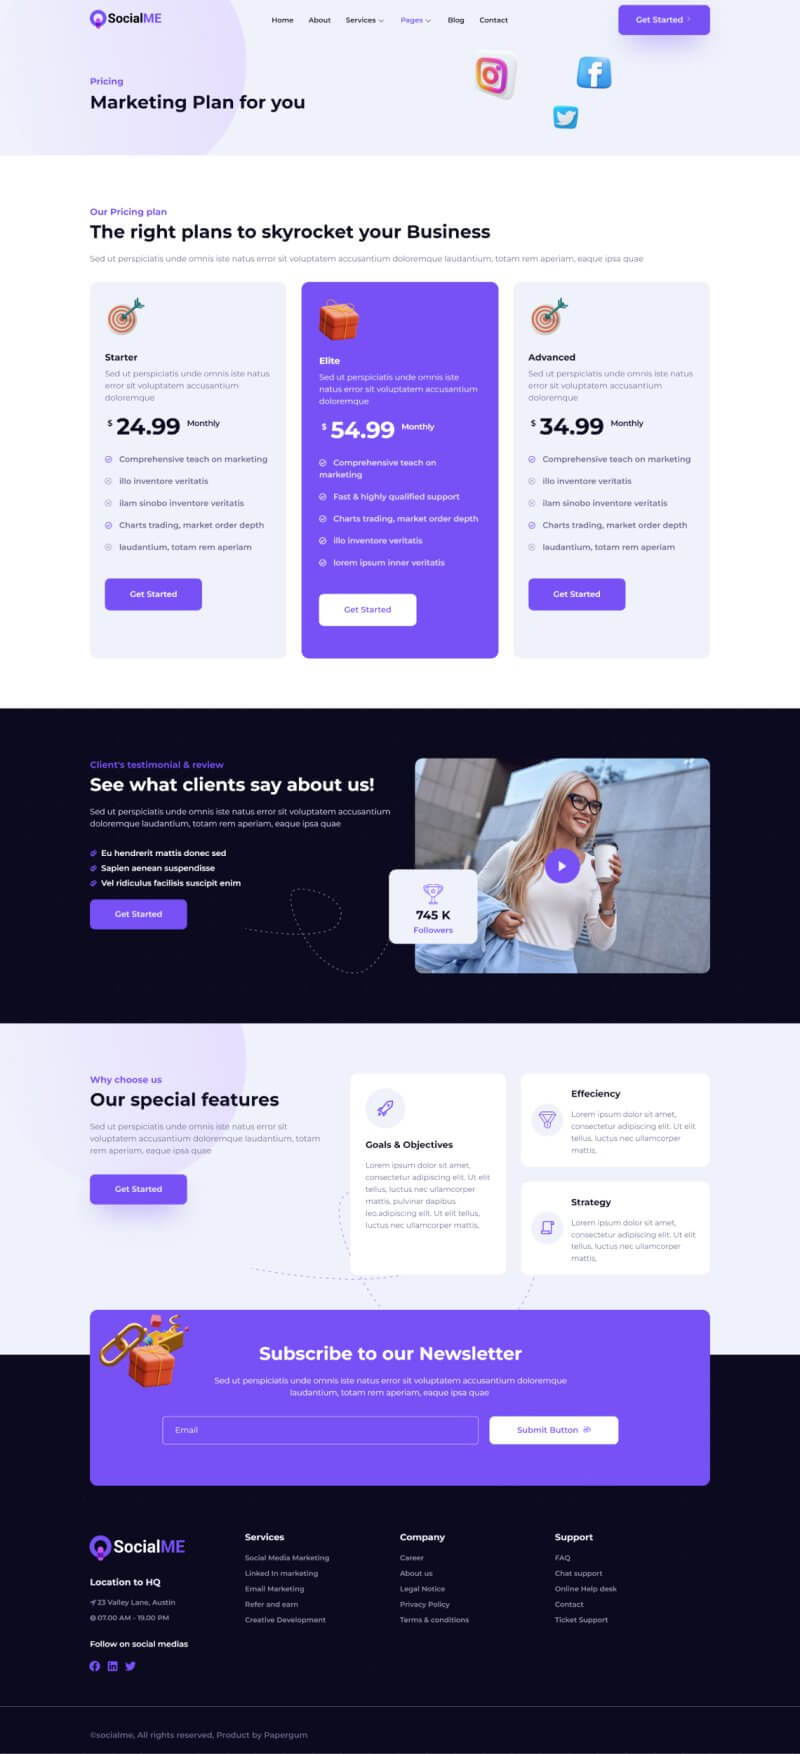 SocialME
Home About Services Pages Blog Contact
Get Started
Pricing
Marketing Plan for you
Our Pricing plan
The right plans to skyrocket your Business
Sed ut perspiciatis unde omnis iste natus error sit voluptatem accusantium doloremque laudantium, totam rem aperiam, eaque ipsa quae
Starter
Sed ut perspiciatis unde omnis iste natus
error sit voluptatem accusantium
doloremque
$ 24.99 Monthly
Comprehensive teach on marketing
illo inventore veritatis
ilam sinobo inventore veritatis
Charts trading, market order depth
laudantium, totam rem aperiam
Get Started
Elite
Sed ut perspiciatis unde omnis iste
natus error sit voluptatem accusantium
doloremque
$ 54.99 Monthly
Comprehensive teach on
marketing
Fast & highly qualified support
Charts trading, market order depth
illo inventore veritatis
lorem ipsum inner veritatis
Get Started
Advanced
Sed ut perspiciatis unde omnis iste natus
error sit voluptatem accusantium
doloremque
$ 34.99 Monthly
Comprehensive teach on marketing
illo inventore veritatis
ilam sinobo inventore veritatis
Charts trading, market order depth
laudantium, totam rem aperiam
Get Started
Client's testimonial & review
See what clients say about us!
Sed ut perspiciatis unde omnis iste natus error sit voluptatem accusantium
doloremque laudantium, totam rem aperiam, eaque ipsa quae
Eu hendrerit mattis donec sed
Sapien aenean suspendisse
Vel ridiculus facilisis suscipit enim
Get Started
745 K
Followers
Why choose us
Our special features
Sed ut perspiciatis unde omnis iste natus error sit
voluptatem accusantium doloremque laudantium, totam
rem aperiam, eaque ipsa quae
Get Started
Goals & Objectives
Lorem ipsum dolor sit amet,
consectetur adipiscing elit. Ut elit
tellus, luctus nec ullamcorper
mattis, pulvinar dapibus
leo.adipiscing elit. Ut elit tellus,
luctus nec ullamcorper mattis,
Effeciency
Lorem ipsum dolor sit amet,
consectetur adipiscing elit. Ut elit
tellus, luctus nec ullamcorper
mattis,
Strategy
Lorem ipsum dolor sit amet,
consectetur adipiscing elit. Ut elit
tellus, luctus nec ullamcorper
mattis,
Subscribe to our Newsletter
Sed ut perspiciatis unde omnis iste natus error sit voluptatem accusantium doloremque
laudantium, totam rem aperiam, eaque ipsa quae
Email
Submit Button
SocialME
Location to HQ
23 Valley Lane, Austin
07.00 AM - 19.00 PM
Follow on social medias
Services
Social Media Marketing
Linked In marketing
Email Marketing
Refer and earn
Creative Development
Company
Career
About us
Legal Notice
Privacy Policy
Terms & conditions
Support
FAQ
Chat support
Online Help desk
Contact
Ticket Support
©socialme, All rights reserved, Product by Papergum